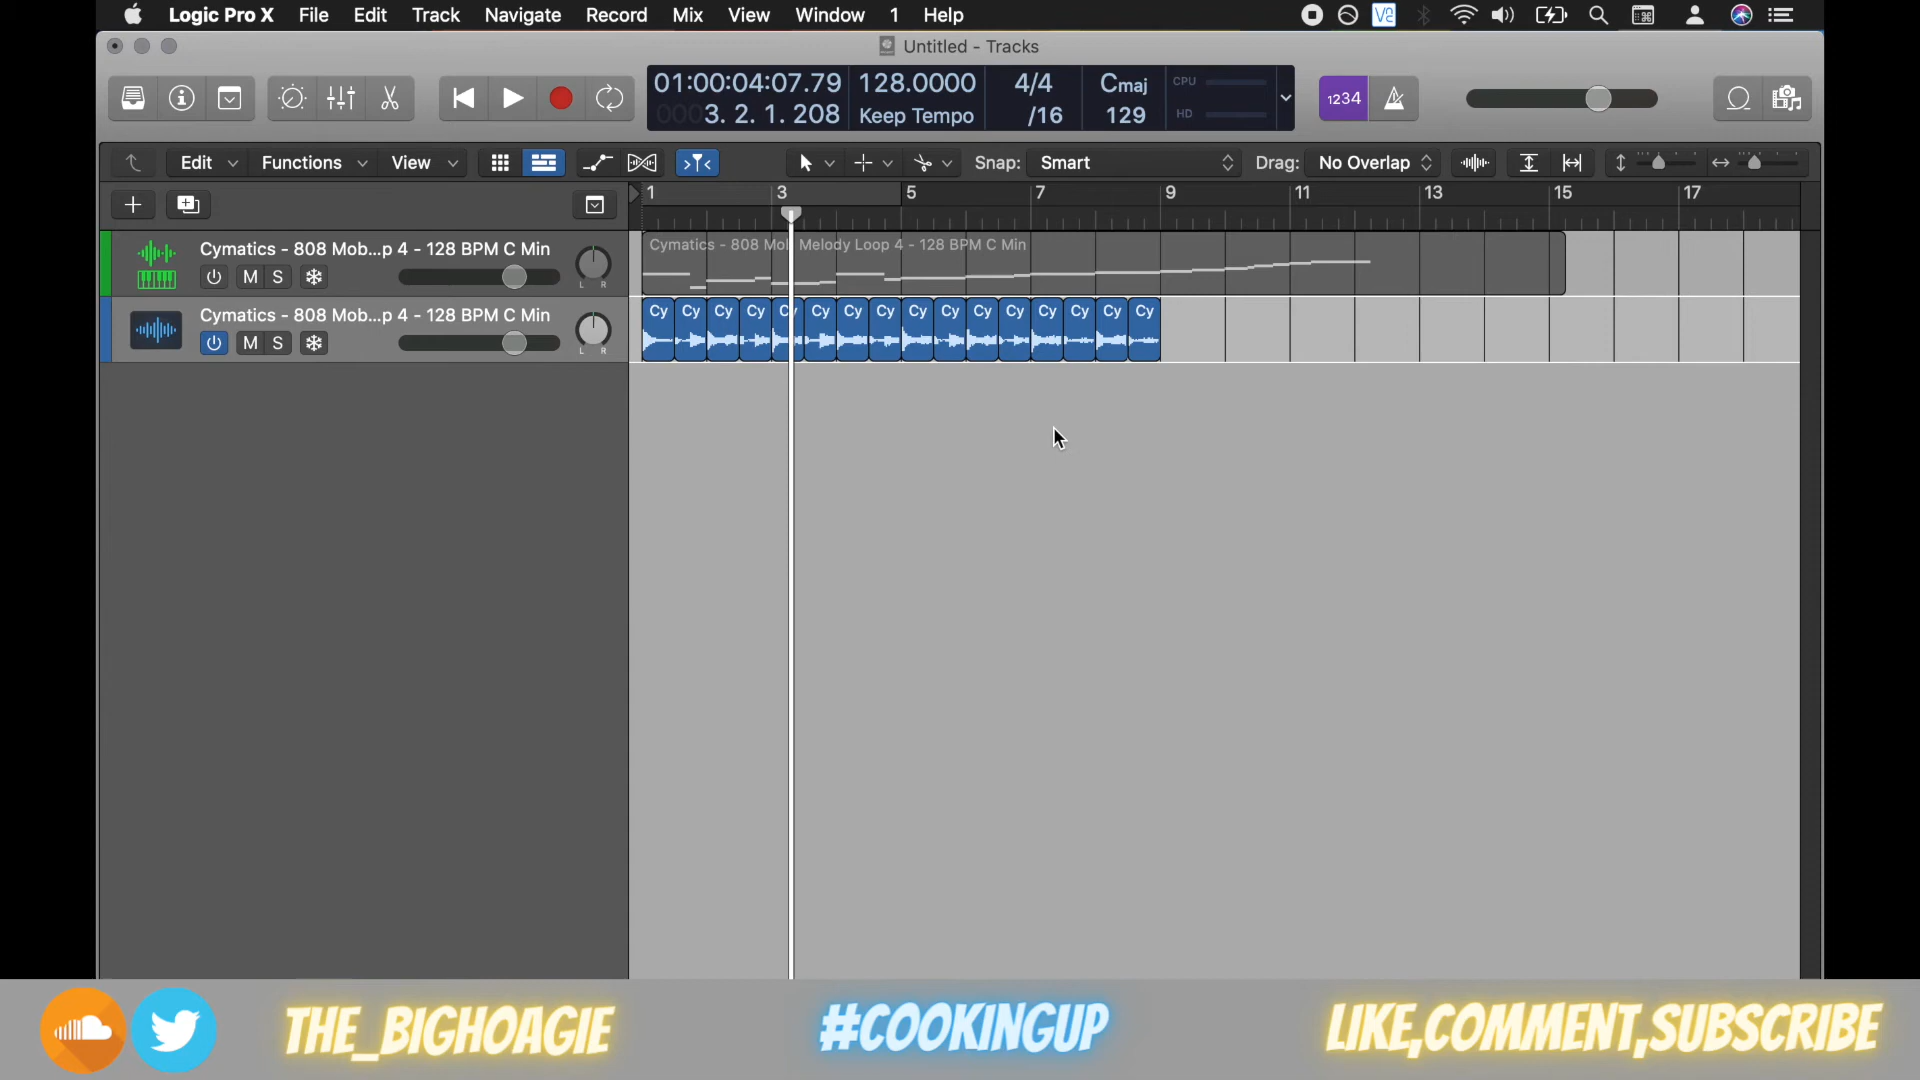 Logic Pro X File Edit Track Navigate Record Mix View Window 1 Help
Untitled - Tracks
01:00:04:07.79 128.0000 4/4 Cmaj CPU
0003. 2. 1. 208 Keep Tempo /16 129 HD
1234
Edit Functions View Snap: Smart Drag: No Overlap
1 3 5 7 9 11 13 15 17
Cymatics - 808 Mob...p 4 - 128 BPM C Min
M S L R
Cymatics - 808 Mol Melody Loop 4 - 128 BPM C Min
Cymatics - 808 Mob...p 4 - 128 BPM C Min
M S L R
Cy Cy Cy Cy Cy Cy Cy Cy Cy Cy Cy Cy Cy Cy Cy Cy
THE_BIGHOAGIE
#COOKINGUP
LIKE,COMMENT,SUBSCRIBE